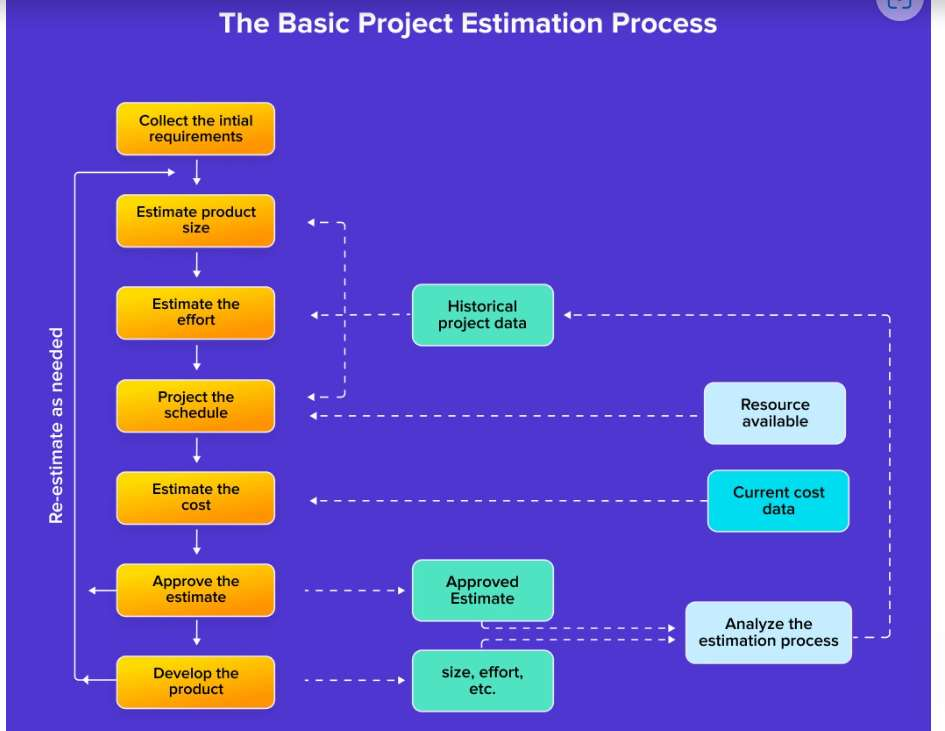 The Basic Project Estimation Process
Collect the intial
requirements
Estimate product
size
Estimate the
effort
Historical
project data
Project the
schedule
Resource
available
Re-estimate as needed
Estimate the
cost
Current cost
data
Approve the
estimate
Approved
Estimate
Analyze the
estimation process
Develop the
product
size, effort,
etc.